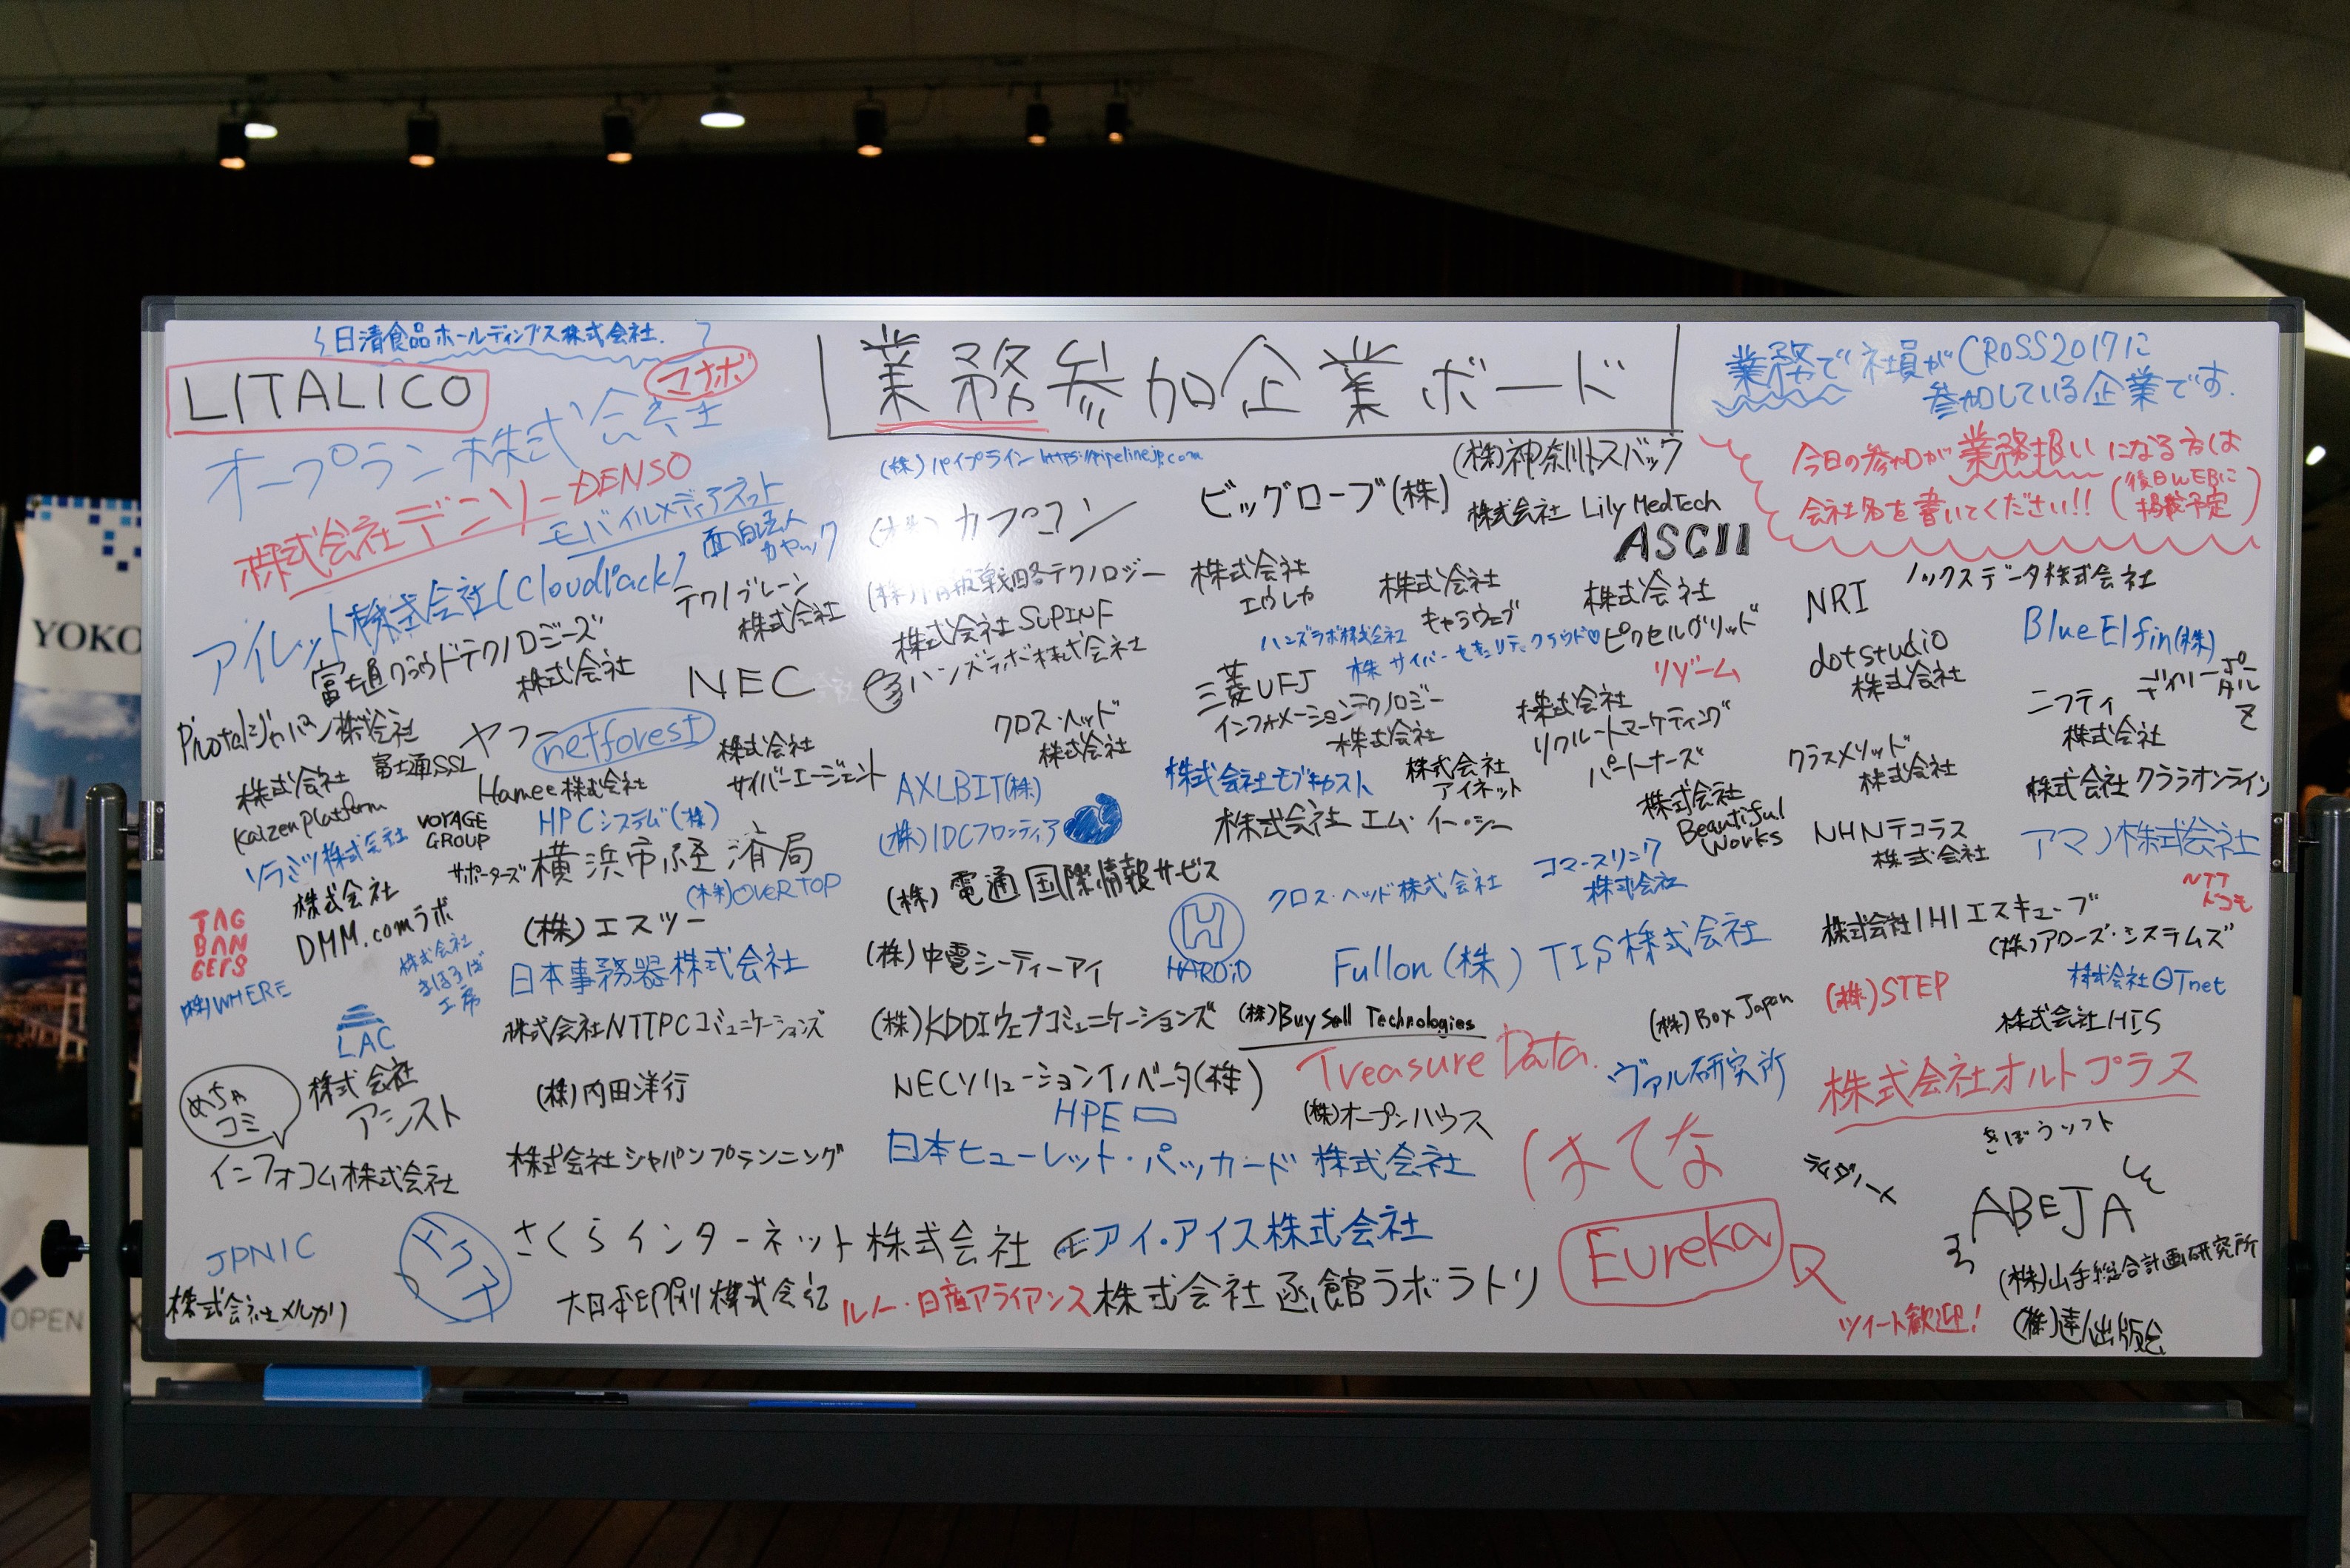 業務参加企業ボード
業務で社員がCROSS2017に
参加している企業です.
今日の参加が業務扱いになる方は
会社名を書いてください!!
(後日WEBに
掲載予定)
日清食品ホールディングス株式会社.
LITALICO
マナボ
オープラン株式会社
株式会社デンソー DENSO
モバイルメディアネット
面白法人
カヤック
アイレット株式会社(Cloudpack)
テクノブレーン
株式会社
富士通クラウドテクノロジーズ
株式会社
NEC
Pivotalジャパン株式会社
ヤフー
netforest
富士通SSL
株式会社
サイバーエージェント
株式会社
Kaizen Platform
Hamee株式会社
VOYAGE
GROUP
HPCシステムズ(株)
ソラミツ株式会社
サポーターズ
横浜市経済局
(株)OVER TOP
株式会社
DMM.comラボ
TAG
BAN
GERS
(株)エスツー
株式会社
まほろば
工房
日本事務器株式会社
(株)WHERE
LAC
株式会社NTTPCコミュニケーションズ
めちゃ
コミ
株式会社
アシスト
(株)内田洋行
インフォコム株式会社
株式会社ジャパンプランニング
JPNIC
株式会社メルカリ
さくらインターネット株式会社
大日本印刷株式会社
(株)パイプライン https://pipelinejp.com
(株)カプコン
(株)情報戦略テクノロジー
株式会社SUPINF
ハンズラボ株式会社
クロス・ヘッド
株式会社
AXLBIT(株)
(株)IDCフロンティア
(株)電通国際情報サービス
(株)中電シーティーアイ
HAROiD
(株)KDDIウェブコミュニケーションズ
NECソリューションイノベータ(株)
HPE
日本ヒューレット・パッカード 株式会社
アイ・アイス株式会社
ルノー・日産アライアンス
株式会社函館ラボラトリ
(株)神奈川トスバック
ビッグローブ(株)
株式会社 Lily MedTech
ASCII
株式会社
エウレカ
株式会社
キャラウェブ
株式会社
ピクセルグリッド
ハンズラボ株式会社
株 サイバーセキュリティクラウド♡
リゾーム
三菱UFJ
インフォメーションテクノロジー
株式会社
株式会社
リクルートマーケティング
パートナーズ
株式会社モブキャスト
株式会社
アイネット
株式会社 エム・イー・シー
株式会社
Beautiful
Works
コマースリンク
株式会社
クロス・ヘッド株式会社
Fullon(株)
TIS株式会社
(株)Buy Sell Technologies
(株)Box Japan
Treasure Data.
ヴァル研究所
(株)オープンハウス
はてな
Eureka
NRI
ノックスデータ株式会社
dotstudio
株式会社
Blue Elfin(株)
ニフティ
株式会社
デイリーポータル
Z
クラスメソッド
株式会社
株式会社 クララオンライン
NHNテコラス
株式会社
アマノ株式会社
NTT
ドコモ
株式会社IHIエスキューブ
(株)アローズ・システムズ
(株)STEP
株式会社QTnet
株式会社HIS
株式会社オルトプラス
きぼうソフト
ABEJA
(株)山手総合計画研究所
(株)達人出版会
ツイート歓迎!
YOKO
OPEN